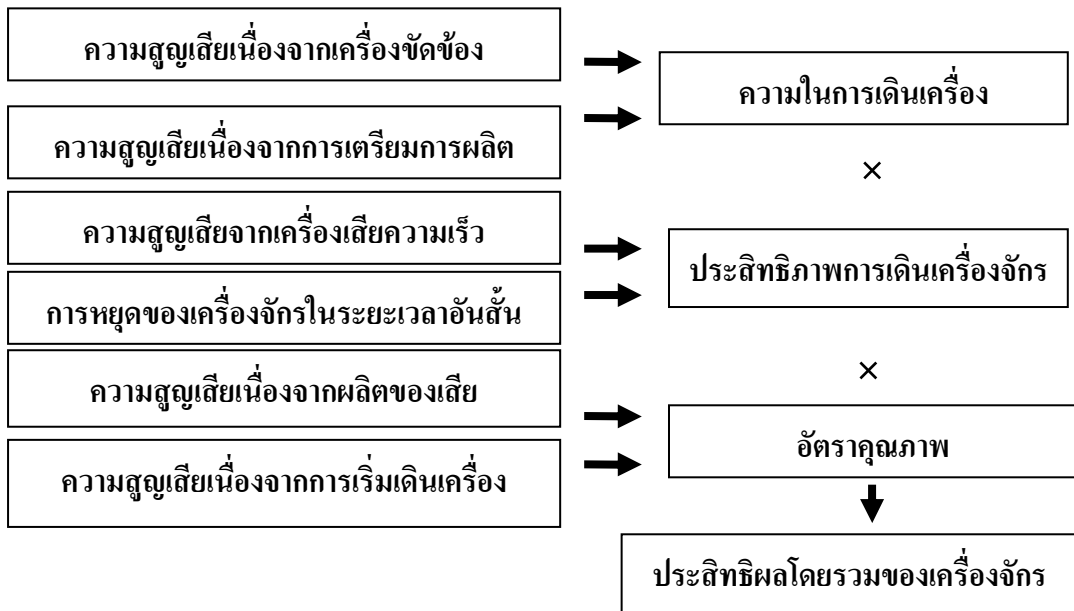 ความสูญเสียเนื่องจากเครื่องขัดข้อง
ความสูญเสียเนื่องจากการเตรียมการผลิต
ความสูญเสียจากเครื่องเสียความเร็ว
การหยุดของเครื่องจักรในระยะเวลาอันสั้น
ความสูญเสียเนื่องจากผลิตของเสีย
ความสูญเสียเนื่องจากการเริ่มเดินเครื่อง
ความในการเดินเครื่อง
×
ประสิทธิภาพการเดินเครื่องจักร
×
อัตราคุณภาพ
ประสิทธิผลโดยรวมของเครื่องจักร